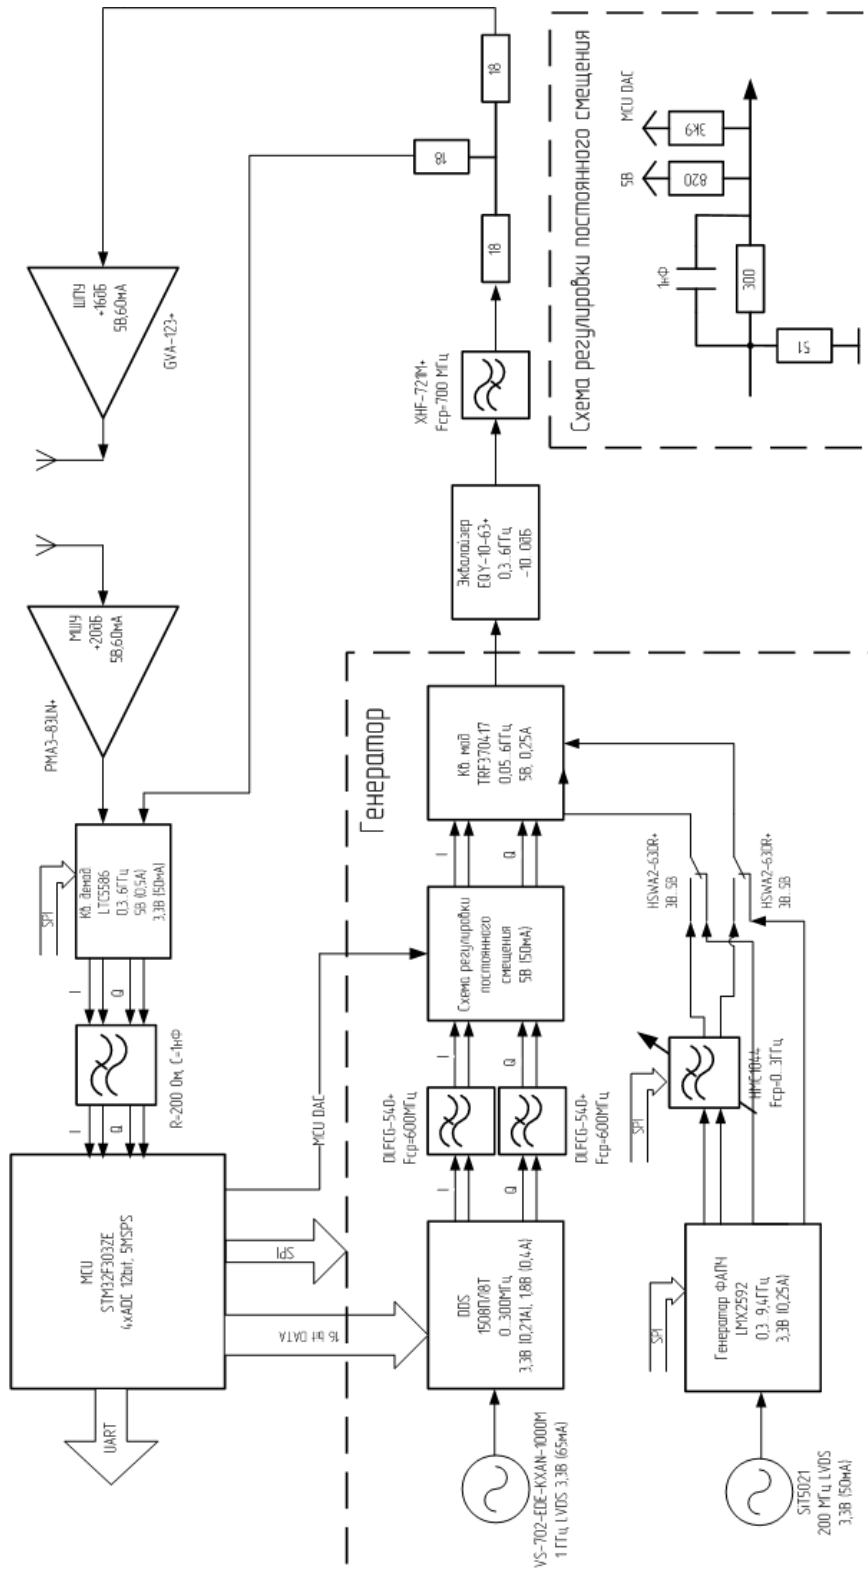 ШПУ
+16дБ
5В,60мА
GVA-123+
МШУ
+20дБ
5В,60мА
PMA3-83LN+
SPI
Кв. демод.
LTC5586
0,3..6ГГц
5В (0,5А)
3,3В (50мА)
I
Q
R=200 Ом, C=1нФ
I
Q
MCU
STM32F303ZE
4xADC 12bit, 5MSPS
UART
SPI
16 bit DATA
MCU DAC
18
18
18
XHF-721M+
Fср=700 МГц
Эквалайзер
EQY-10-63+
0,3..6ГГц
-10..0дБ
Генератор
Кв. мод
TRF370417
0,05..6ГГц
5В, 0,25А
I
Q
Схема регулировки
постоянного
смещения
5В (50мА)
I
Q
DLFCG-540+
Fср=600МГц
DLFCG-540+
Fср=600МГц
I
Q
DDS
1508ПЛ8Т
0...300МГц
3,3В (0,21А), 1,8В (0,4А)
VS-702-EDE-KXAN-1000M
1 ГГц LVDS 3,3В (65мА)
HSWA2-63DR+
3В..5В
HSWA2-63DR+
3В..5В
SPI
HMC1044
Fср=0..3ГГц
SPI
Генератор ФАПЧ
LMX2592
0,3...9,4ГГц
3,3В (0,25А)
SiT5021
200 МГц LVDS
3,3В (50мА)
Схема регулировки постоянного смещения
MCU DAC
3k9
5В
820
1нФ
300
51